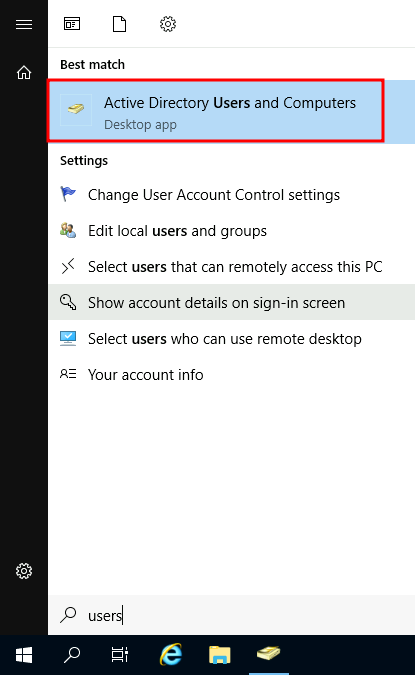 Best match
Active Directory Users and Computers
Desktop app
Settings
Change User Account Control settings
Edit local users and groups
Select users that can remotely access this PC
Show account details on sign-in screen
Select users who can use remote desktop
Your account info
users